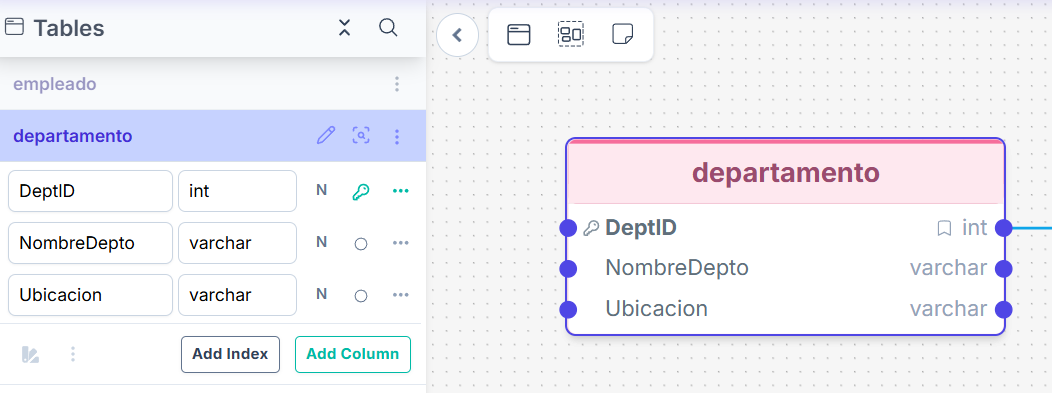 Tables
empleado
departamento
DeptID int N
NombreDepto varchar N
Ubicacion varchar N
Add Index Add Column
departamento
DeptID int
NombreDepto varchar
Ubicacion varchar